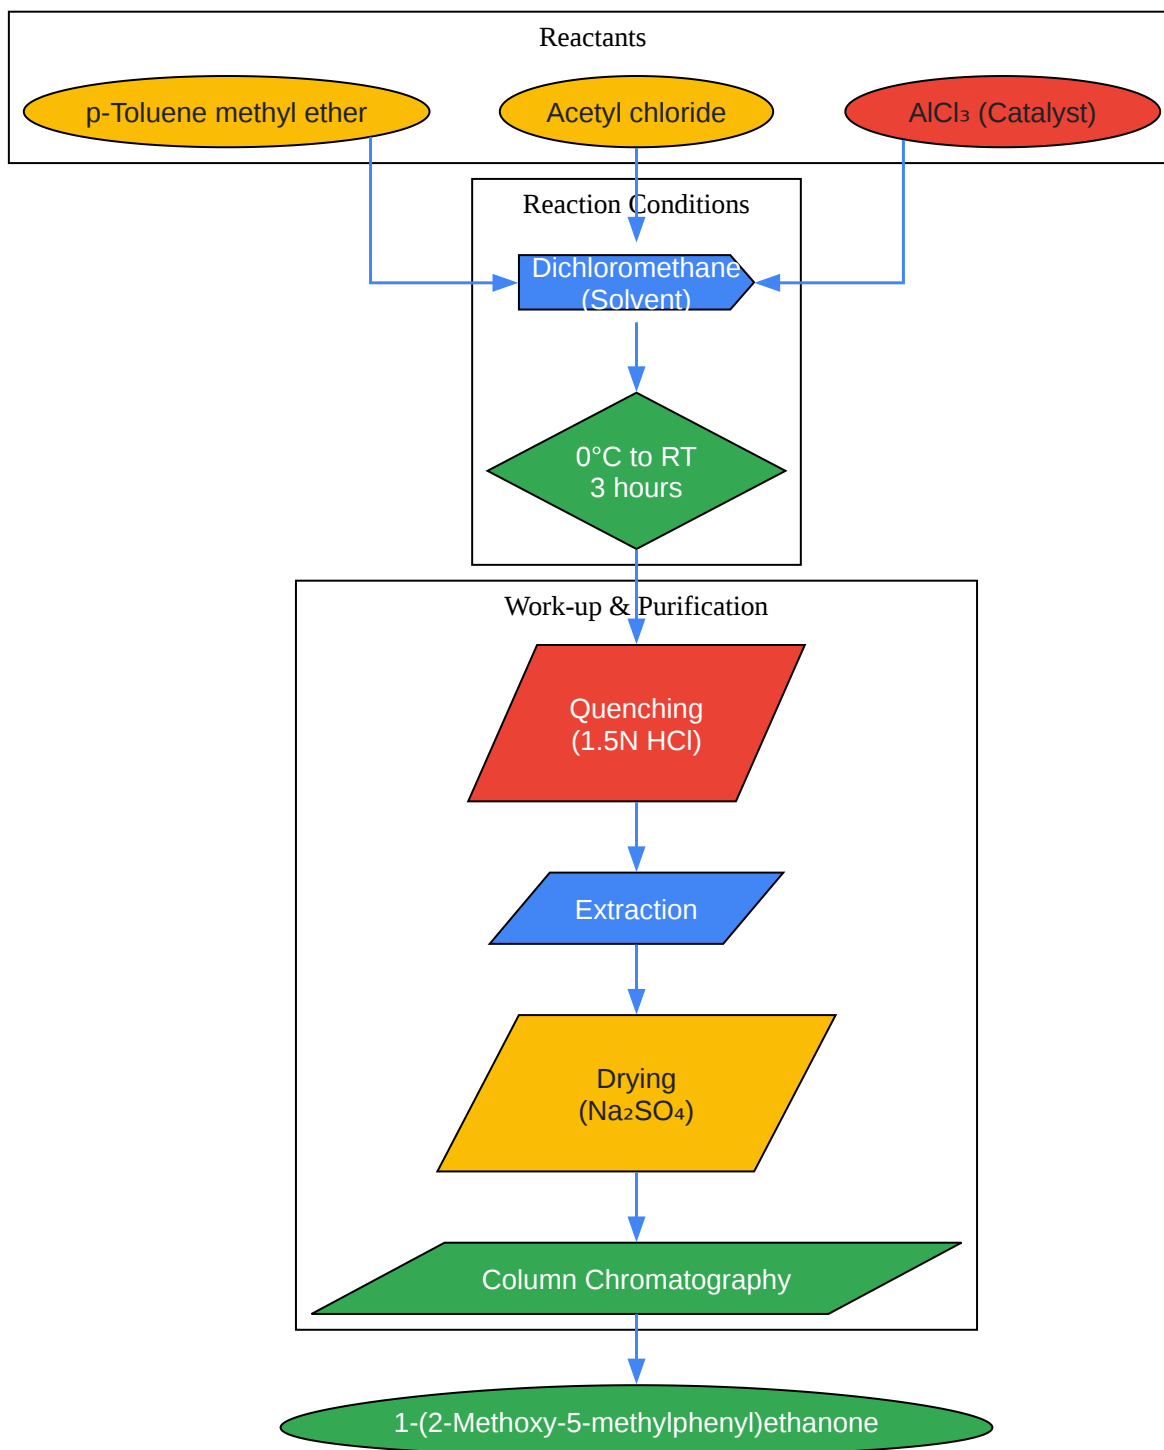 Reactants
p-Toluene methyl ether
Acetyl chloride
AlCl₃ (Catalyst)
Reaction Conditions
Dichloromethane
(Solvent)
0°C to RT
3 hours
Work-up & Purification
Quenching
(1.5N HCl)
Extraction
Drying
(Na₂SO₄)
Column Chromatography
1-(2-Methoxy-5-methylphenyl)ethanone